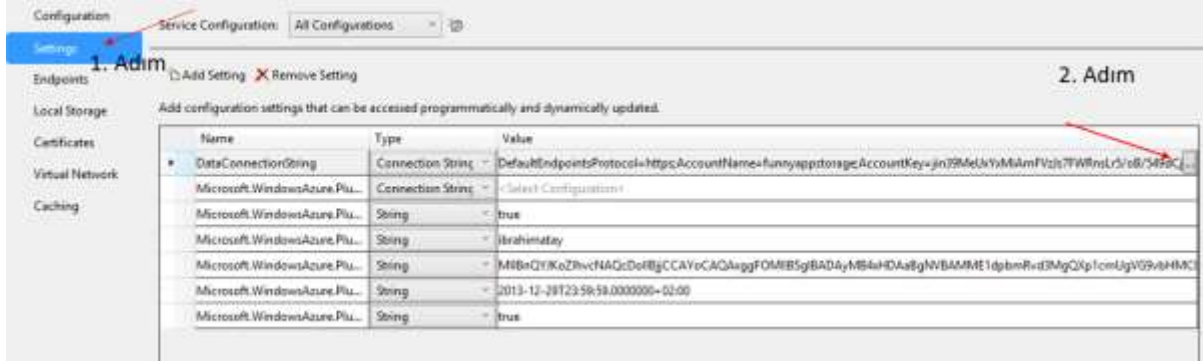 Configuration
Settings
Endpoints
Local Storage
Certificates
Virtual Network
Caching
Service Configuration: All Configurations
1. Adım
Add Setting Remove Setting
2. Adım
Add configuration settings that can be accessed programmatically and dynamically updated.
Name Type Value
DataConnectionString Connection String DefaultEndpointsProtocol=https;AccountName=funnyappstorage;AccountKey=
Microsoft.WindowsAzure.Plu... Connection String <Select Configuration>
Microsoft.WindowsAzure.Plu... String true
Microsoft.WindowsAzure.Plu... String ibrahimatay
Microsoft.WindowsAzure.Plu... String
Microsoft.WindowsAzure.Plu... String 2013-12-29T23:59:59.0000000+02:00
Microsoft.WindowsAzure.Plu... String true